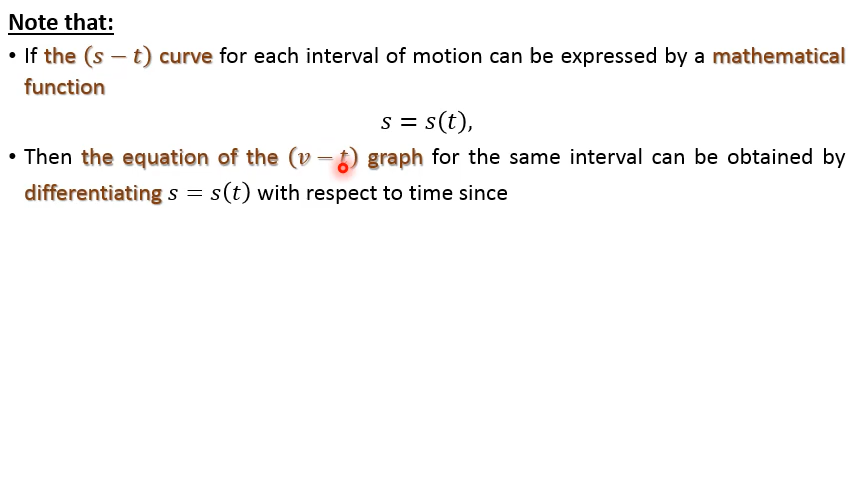 Note that:
• If the (s − t) curve for each interval of motion can be expressed by a mathematical
function
s = s(t),
• Then the equation of the (v − t) graph for the same interval can be obtained by
differentiating s = s(t) with respect to time since